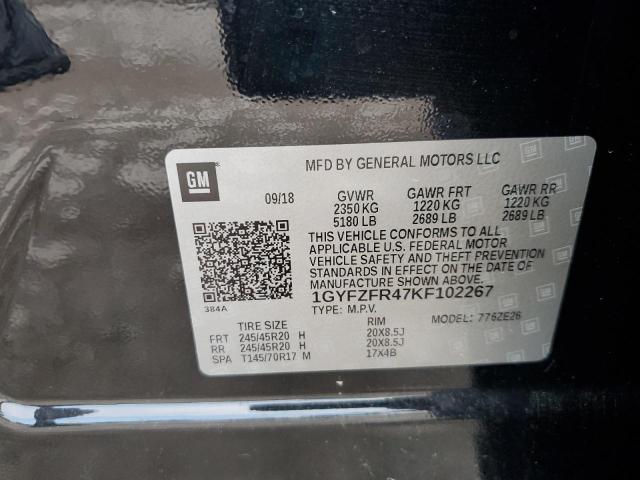 GM
MFD BY GENERAL MOTORS LLC
09/18 GVWR GAWR FRT GAWR RR
2350 KG 1220 KG 1220 KG
5180 LB 2689 LB 2689 LB
THIS VEHICLE CONFORMS TO ALL
APPLICABLE U.S. FEDERAL MOTOR
VEHICLE SAFETY, BUMPER, AND THEFT
PREVENTION STANDARDS IN EFFECT
ON THE DATE OF MANUFACTURE
SHOWN ABOVE.
384A
1GYFZFR47KF102267
TYPE: M.P.V. MODEL: 776ZE26
TIRE SIZE RIM
FRT 245/45R20 H 20X8.5J
RR 245/45R20 H 20X8.5J
SPA T145/70R17 M 17X4B